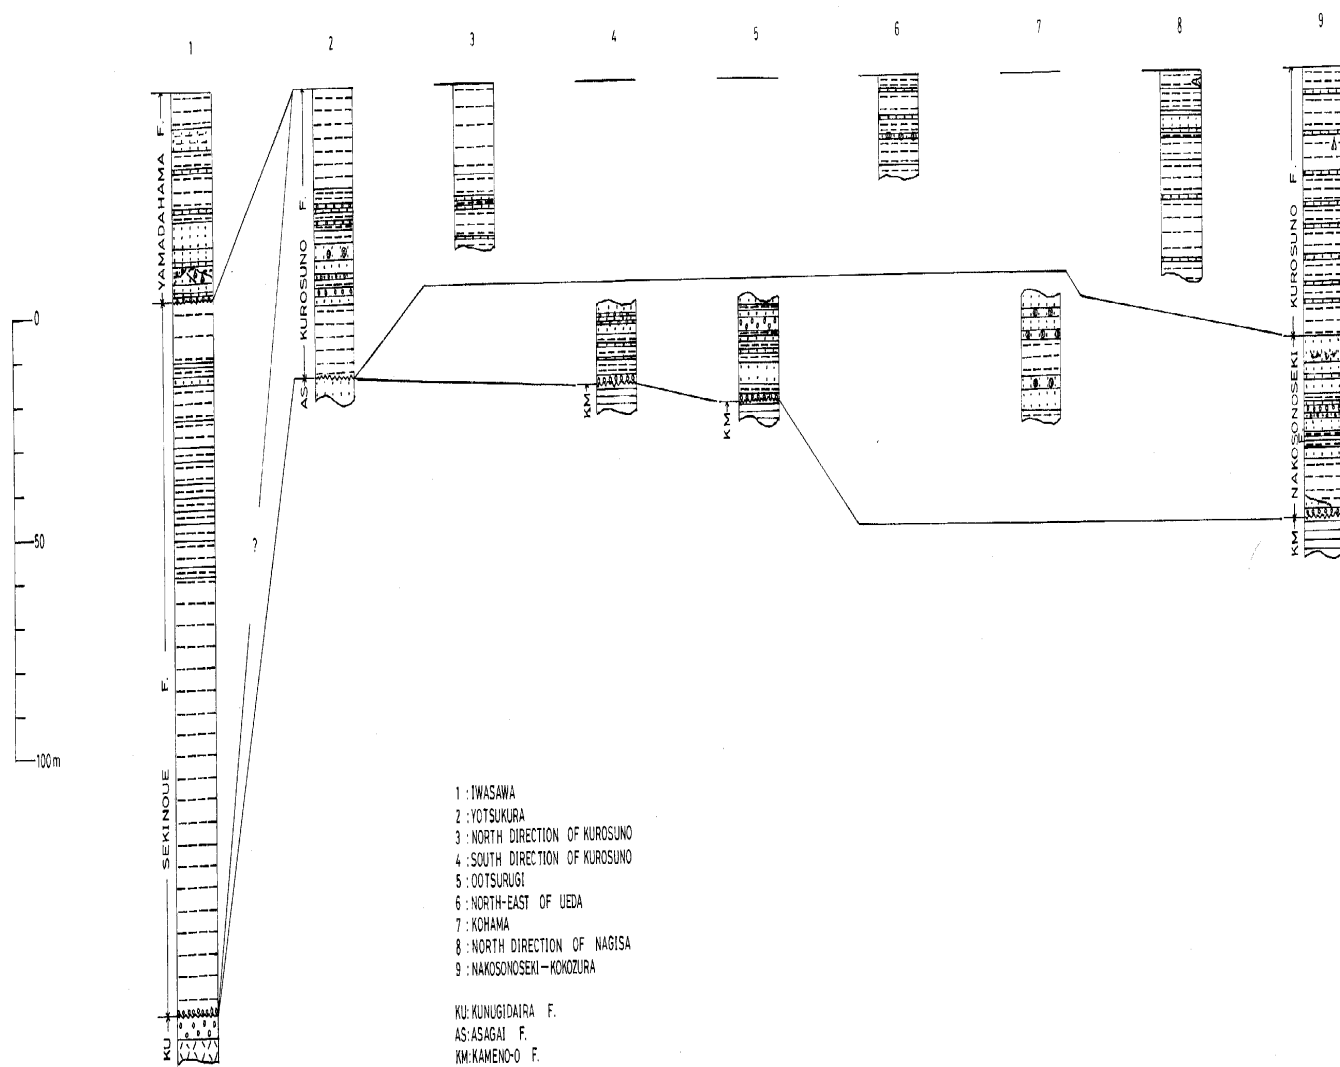 1
2
3
4
5
6
7
8
9
YAMADAHAMA F.
SEKINOUE F.
KU
KUROSUNO F.
AS
KM
KM
KUROSUNO F.
NAKOSONOSEKI F.
KM
0
50
100m
?
1 : IWASAWA
2 : YOTSUKURA
3 : NORTH DIRECTION OF KUROSUNO
4 : SOUTH DIRECTION OF KUROSUNO
5 : OOTSURUGI
6 : NORTH-EAST OF UEDA
7 : KOHAMA
8 : NORTH DIRECTION OF NAGISA
9 : NAKOSONOSEKI—KOKOZURA
KU: KUNUGIDAIRA F.
AS: ASAGAI F.
KM: KAMENO-O F.